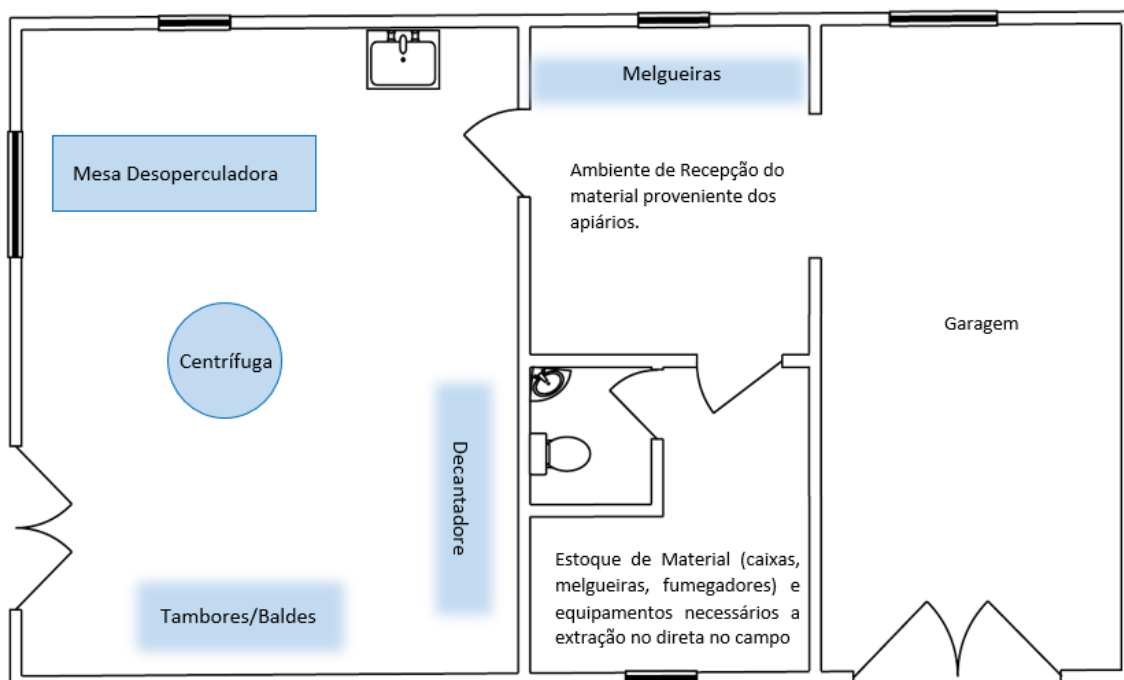 Melgueiras
Mesa Desoperculadora
Ambiente de Recepção do
material proveniente dos
apiários.
Garagem
Centrífuga
Decantadore
Estoque de Material (caixas,
melgueiras, fumegadores) e
equipamentos necessários a
extração no direta no campo
Tambores/Baldes